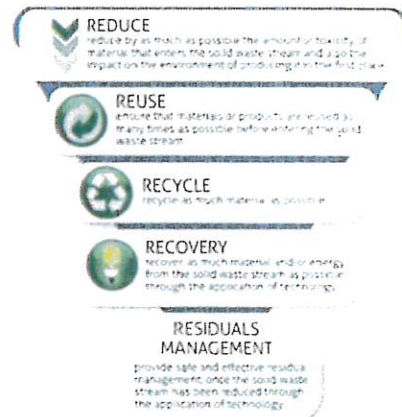 REDUCE
reduce by as much as possible the amount or toxicity of
material that enters the solid waste stream and also the
impact on the environment of producing it in the first place
REUSE
ensure that materials or products are reused as
many times as possible before entering the solid
waste stream
RECYCLE
recycle as much material as possible
RECOVERY
recover as much material and/or energy
from the solid waste stream as possible
through the application of technology
RESIDUALS
MANAGEMENT
provide safe and effective residual
management, once the solid waste
stream has been reduced through
the application of technology